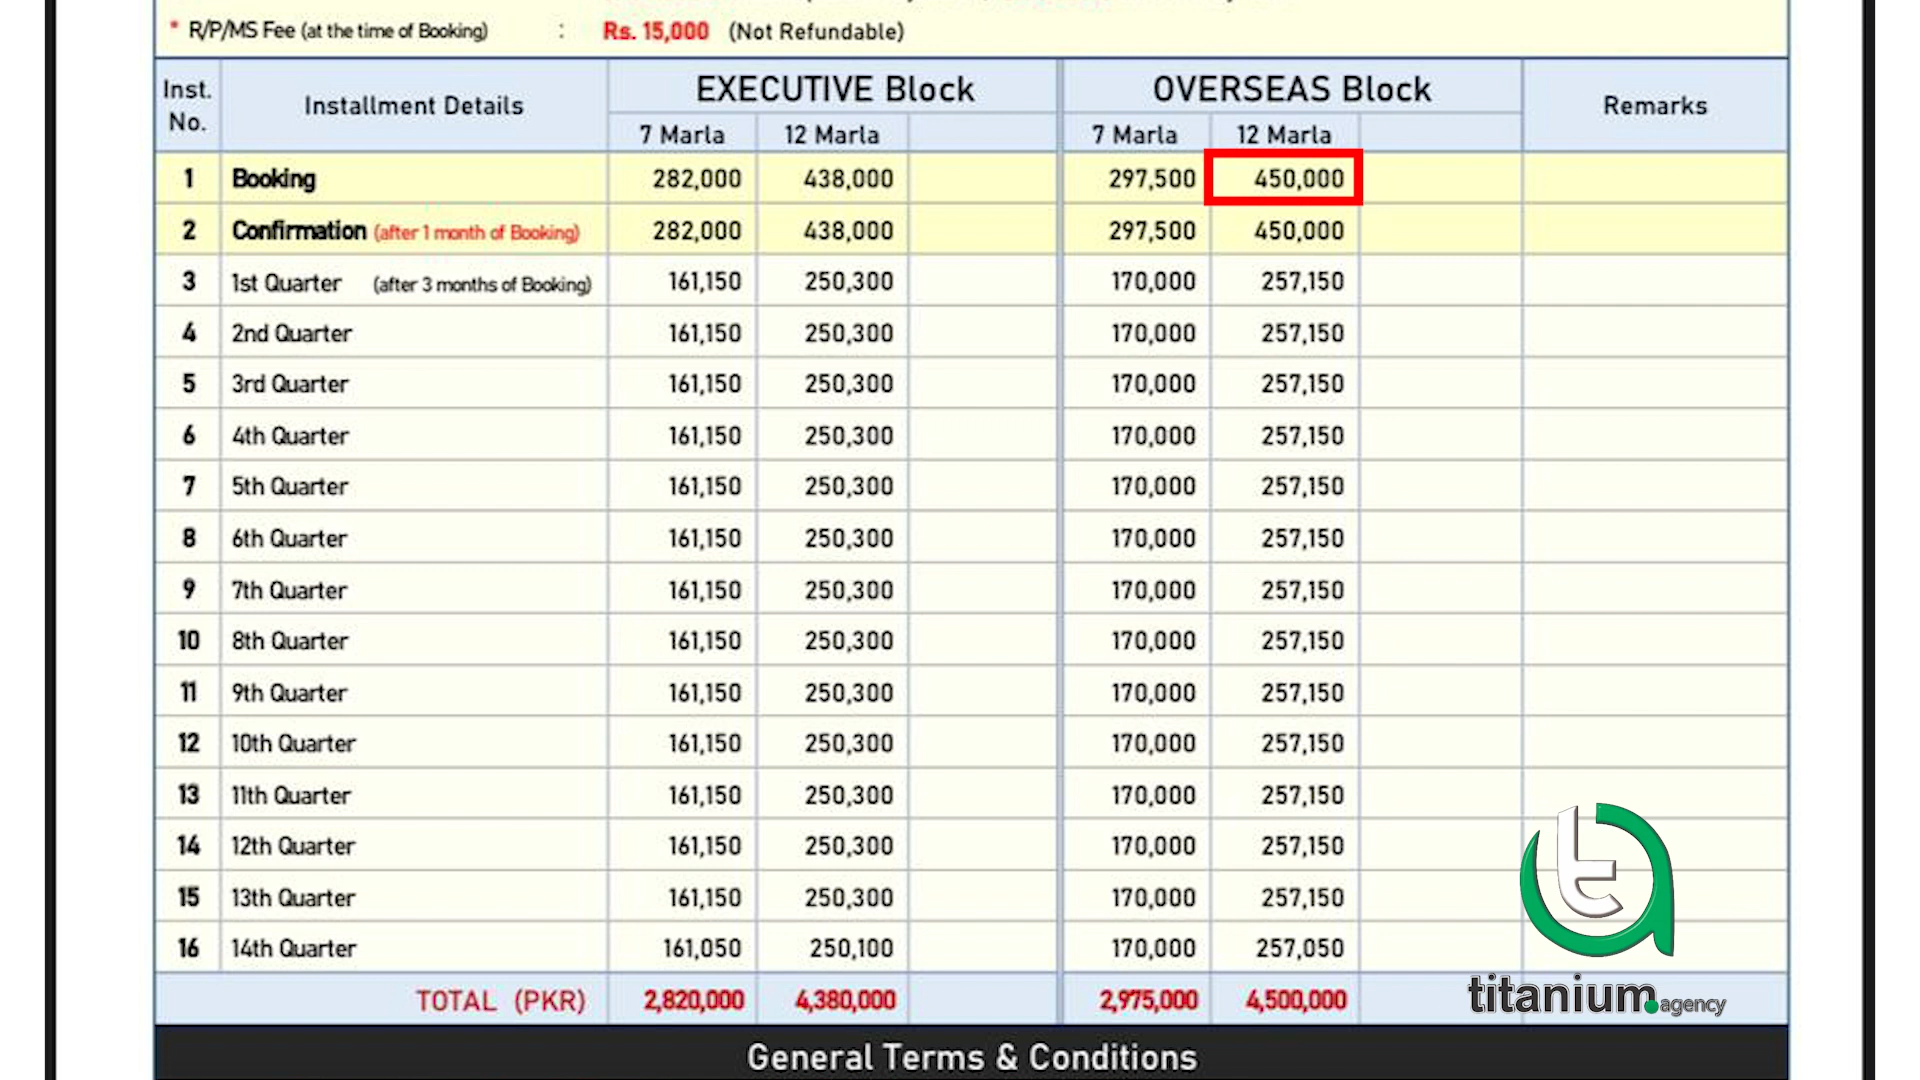 * R/P/MS Fee (at the time of Booking) : Rs. 15,000 (Not Refundable)
Inst. No. Installment Details EXECUTIVE Block OVERSEAS Block Remarks
7 Marla 12 Marla 7 Marla 12 Marla
1 Booking 282,000 438,000 297,500 450,000
2 Confirmation (after 1 month of Booking) 282,000 438,000 297,500 450,000
3 1st Quarter (after 3 months of Booking) 161,150 250,300 170,000 257,150
4 2nd Quarter 161,150 250,300 170,000 257,150
5 3rd Quarter 161,150 250,300 170,000 257,150
6 4th Quarter 161,150 250,300 170,000 257,150
7 5th Quarter 161,150 250,300 170,000 257,150
8 6th Quarter 161,150 250,300 170,000 257,150
9 7th Quarter 161,150 250,300 170,000 257,150
10 8th Quarter 161,150 250,300 170,000 257,150
11 9th Quarter 161,150 250,300 170,000 257,150
12 10th Quarter 161,150 250,300 170,000 257,150
13 11th Quarter 161,150 250,300 170,000 257,150
14 12th Quarter 161,150 250,300 170,000 257,150
15 13th Quarter 161,150 250,300 170,000 257,150
16 14th Quarter 161,050 250,100 170,000 257,050
TOTAL (PKR) 2,820,000 4,380,000 2,975,000 4,500,000
titanium.agency
General Terms & Conditions